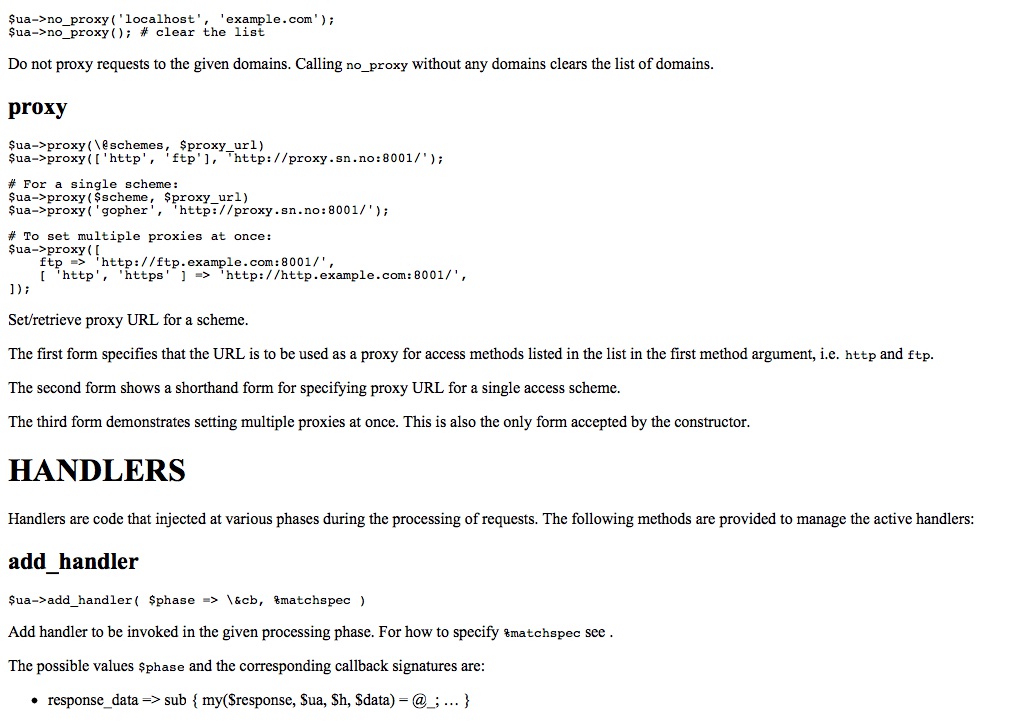 $ua->no_proxy('localhost', 'example.com');
$ua->no_proxy(); # clear the list
Do not proxy requests to the given domains. Calling no_proxy without any domains clears the list of domains.
proxy
$ua->proxy(\@schemes, $proxy_url)
$ua->proxy(['http', 'ftp'], 'http://proxy.sn.no:8001/');
# For a single scheme:
$ua->proxy($scheme, $proxy_url)
$ua->proxy('gopher', 'http://proxy.sn.no:8001/');
# To set multiple proxies at once:
$ua->proxy([
    ftp => 'http://ftp.example.com:8001/',
    [ 'http', 'https' ] => 'http://http.example.com:8001/',
]);
Set/retrieve proxy URL for a scheme.
The first form specifies that the URL is to be used as a proxy for access methods listed in the list in the first method argument, i.e. http and ftp.
The second form shows a shorthand form for specifying proxy URL for a single access scheme.
The third form demonstrates setting multiple proxies at once. This is also the only form accepted by the constructor.
HANDLERS
Handlers are code that injected at various phases during the processing of requests. The following methods are provided to manage the active handlers:
add_handler
$ua->add_handler( $phase => \&cb, %matchspec )
Add handler to be invoked in the given processing phase. For how to specify %matchspec see .
The possible values $phase and the corresponding callback signatures are:
• response_data => sub { my($response, $ua, $h, $data) = @_; ... }